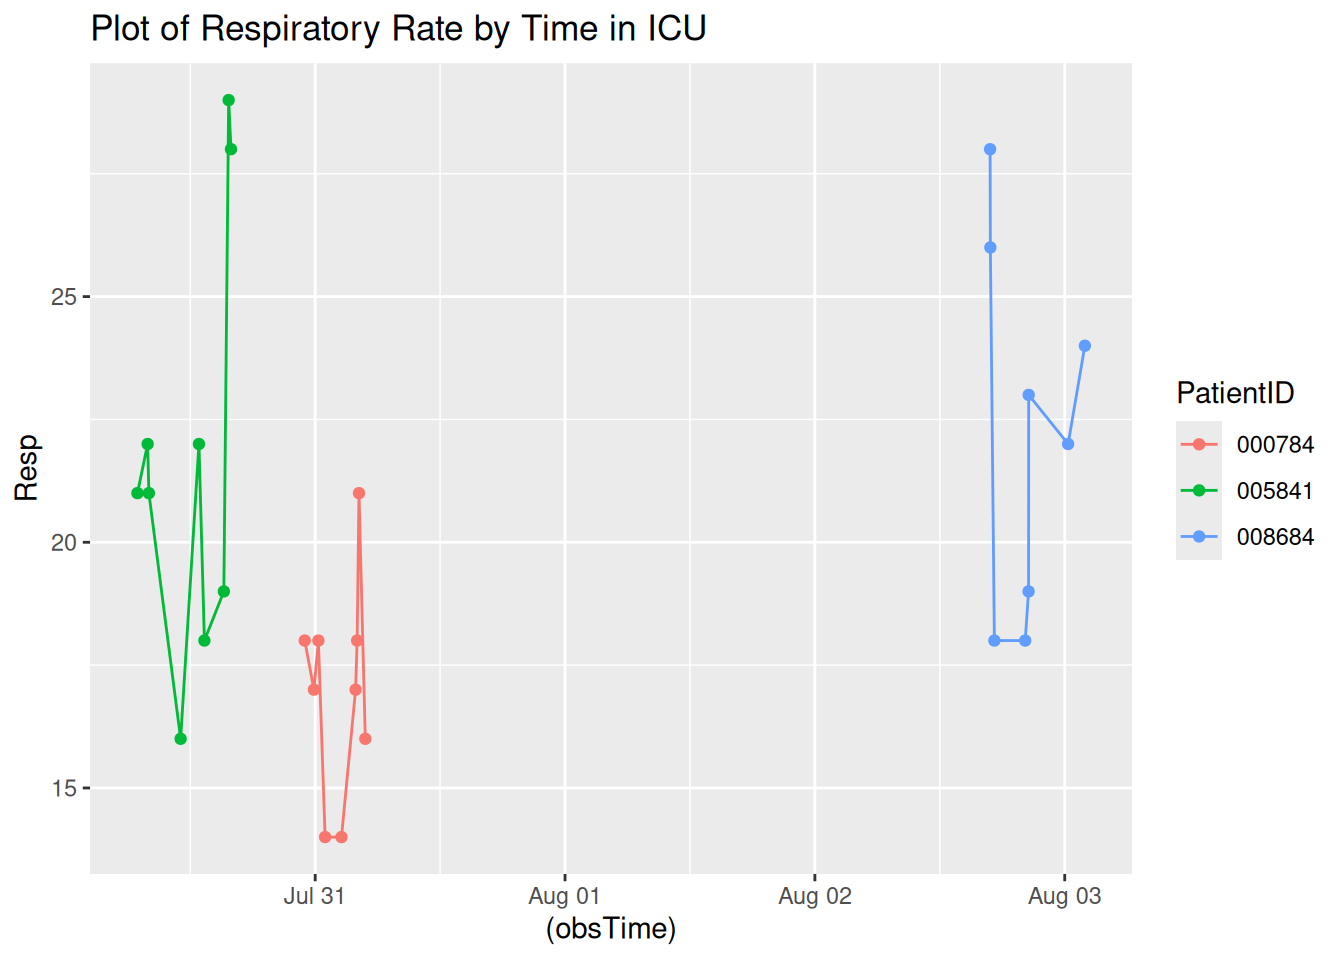 Plot of Respiratory Rate by Time in ICU
Resp
25
20
15
Jul 31 Aug 01 Aug 02 Aug 03
(obsTime)
PatientID
000784
005841
008684